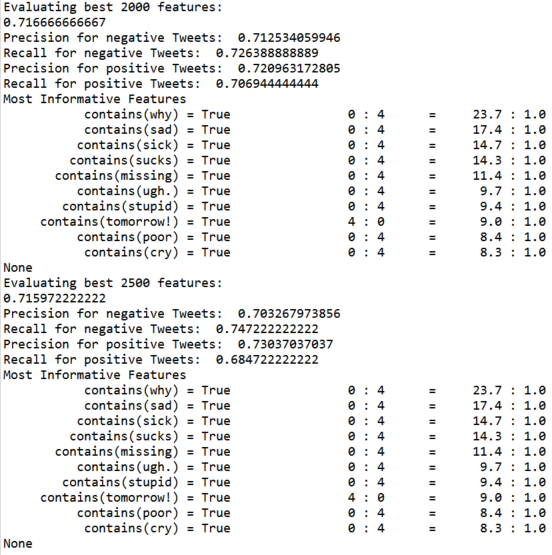 Evaluating best 2000 features:
0.716666666667
Precision for negative Tweets:  0.712534059946
Recall for negative Tweets:  0.726388888889
Precision for positive Tweets:  0.720963172805
Recall for positive Tweets:  0.706944444444
Most Informative Features
contains(why) = True 0 : 4 = 23.7 : 1.0
contains(sad) = True 0 : 4 = 17.4 : 1.0
contains(sick) = True 0 : 4 = 14.7 : 1.0
contains(sucks) = True 0 : 4 = 14.3 : 1.0
contains(missing) = True 0 : 4 = 11.4 : 1.0
contains(ugh.) = True 0 : 4 = 9.7 : 1.0
contains(stupid) = True 0 : 4 = 9.4 : 1.0
contains(tomorrow!) = True 4 : 0 = 9.0 : 1.0
contains(poor) = True 0 : 4 = 8.4 : 1.0
contains(cry) = True 0 : 4 = 8.3 : 1.0
None
Evaluating best 2500 features:
0.715972222222
Precision for negative Tweets:  0.703267973856
Recall for negative Tweets:  0.747222222222
Precision for positive Tweets:  0.73037037037
Recall for positive Tweets:  0.684722222222
Most Informative Features
contains(why) = True 0 : 4 = 23.7 : 1.0
contains(sad) = True 0 : 4 = 17.4 : 1.0
contains(sick) = True 0 : 4 = 14.7 : 1.0
contains(sucks) = True 0 : 4 = 14.3 : 1.0
contains(missing) = True 0 : 4 = 11.4 : 1.0
contains(ugh.) = True 0 : 4 = 9.7 : 1.0
contains(stupid) = True 0 : 4 = 9.4 : 1.0
contains(tomorrow!) = True 4 : 0 = 9.0 : 1.0
contains(poor) = True 0 : 4 = 8.4 : 1.0
contains(cry) = True 0 : 4 = 8.3 : 1.0
None